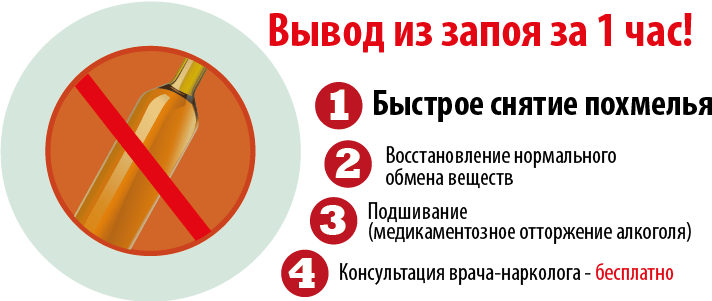 Вывод из запоя за 1 час!
1 Быстрое снятие похмелья
2 Восстановление нормального
обмена веществ
3 Подшивание
(медикаментозное отторжение алкоголя)
4 Консультация врача-нарколога - бесплатно